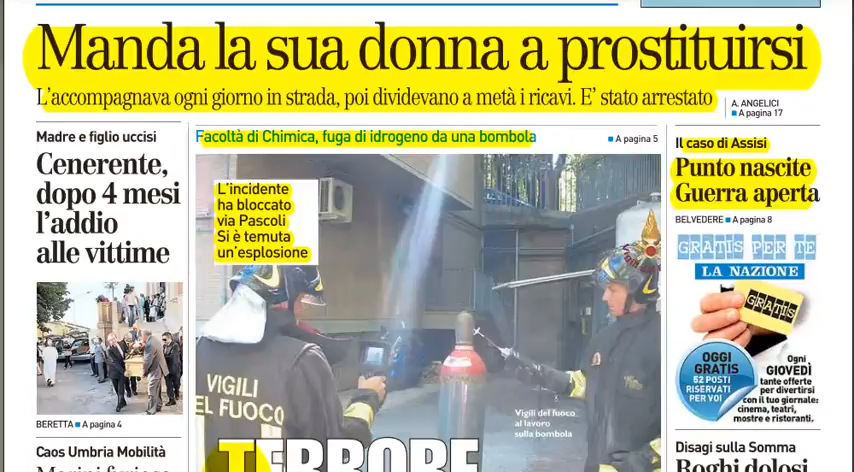 Manda la sua donna a prostituirsi
L'accompagnava ogni giorno in strada, poi dividevano a metà i ricavi. E' stato arrestato
A. ANGELICI
A pagina 17
Madre e figlio uccisi
Cenerente,
dopo 4 mesi
l'addio
alle vittime
BERETTA A pagina 4
Caos Umbria Mobilità
Facoltà di Chimica, fuga di idrogeno da una bombola
A pagina 5
L'incidente
ha bloccato
via Pascoli
Si è temuta
un'esplosione
VIGILI
EL FUOCO
Vigili del fuoco
al lavoro
sulla bombola
TERRORE
Il caso di Assisi
Punto nascite
Guerra aperta
BELVEDERE A pagina 8
GRATIS PER TE
LA NAZIONE
GRATIS
OGGI
GRATIS
52 POSTI
RISERVATI
PER VOI
Ogni
GIOVEDÌ
tante offerte
per divertirsi
con il tuo giornale:
cinema, teatri,
mostre e ristoranti.
Disagi sulla Somma
Roghi dolosi